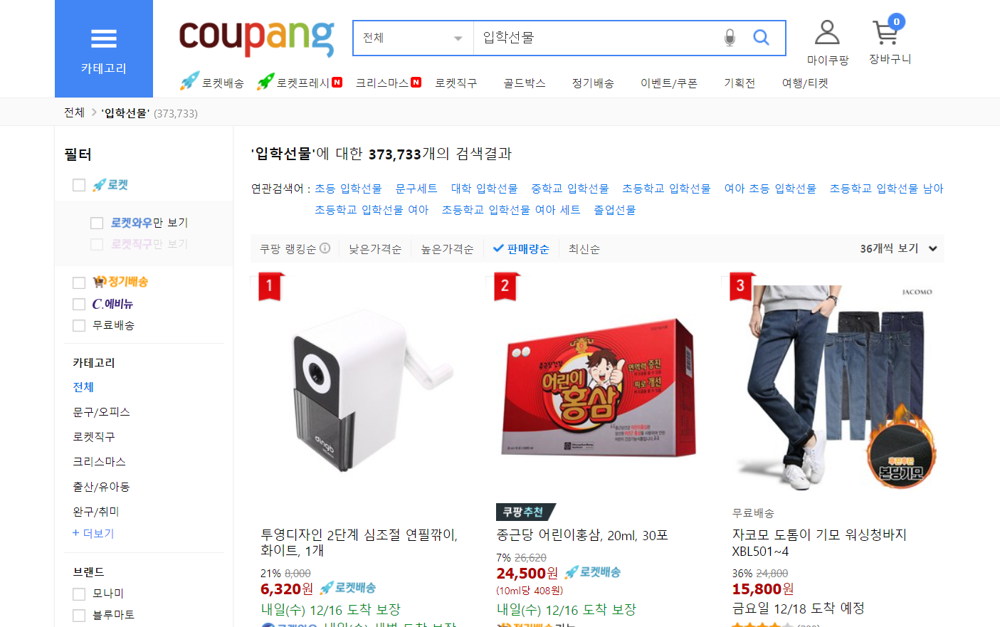 카테고리
coupang
전체
입학선물
마이쿠팡
0
장바구니
로켓배송
로켓프레시 N
크리스마스 N
로켓직구
골드박스
정기배송
이벤트/쿠폰
기획전
여행/티켓
전체 > '입학선물' (373,733)
필터
로켓
로켓와우만 보기
로켓직구만 보기
정기배송
C.에비뉴
무료배송
카테고리
전체
문구/오피스
로켓직구
크리스마스
출산/유아동
완구/취미
+ 더보기
브랜드
모나미
블루마토
'입학선물'에 대한 373,733개의 검색결과
연관검색어 : 초등 입학선물 문구세트 대학 입학선물 중학교 입학선물 초등학교 입학선물 여아 초등 입학선물 초등학교 입학선물 남아
초등학교 입학선물 여아 초등학교 입학선물 여아 세트 졸업선물
쿠팡 랭킹순 낮은가격순 높은가격순 판매량순 최신순
36개씩 보기
1
dingb
투영디자인 2단계 심조절 연필깎이,
화이트, 1개
21% 8,000
6,320원 로켓배송
내일(수) 12/16 도착 보장
2
종근당건강
어린이
홍삼
면역력 증진
피로 개선
쿠팡추천
종근당 어린이홍삼, 20ml, 30포
7% 26,620
24,500원 로켓배송
(10ml당 408원)
내일(수) 12/16 도착 보장
3
JACOMO
후끈후끈
본딩기모
무료배송
자코모 도톰이 기모 워싱청바지
XBL501~4
36% 24,800
15,800원
금요일 12/18 도착 예정